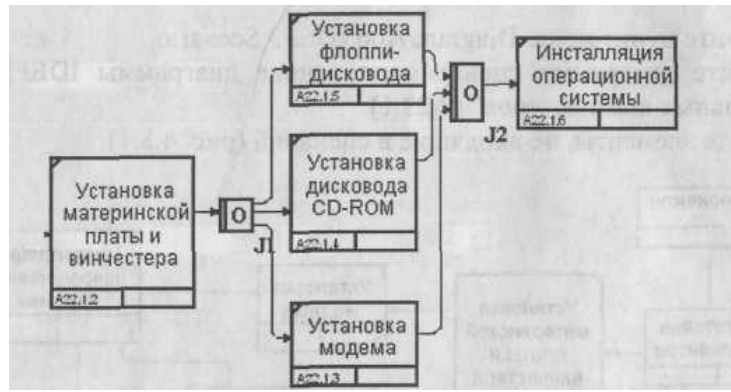 Установка
флоппи-
дисковода
A22.1.5
Инсталляция
операционной
системы
A22.1.6
O
J2
Установка
материнской
платы и
винчестера
A22.1.2
O
J1
Установка
дисковода
CD-ROM
A22.1.4
Установка
модема
A22.1.3